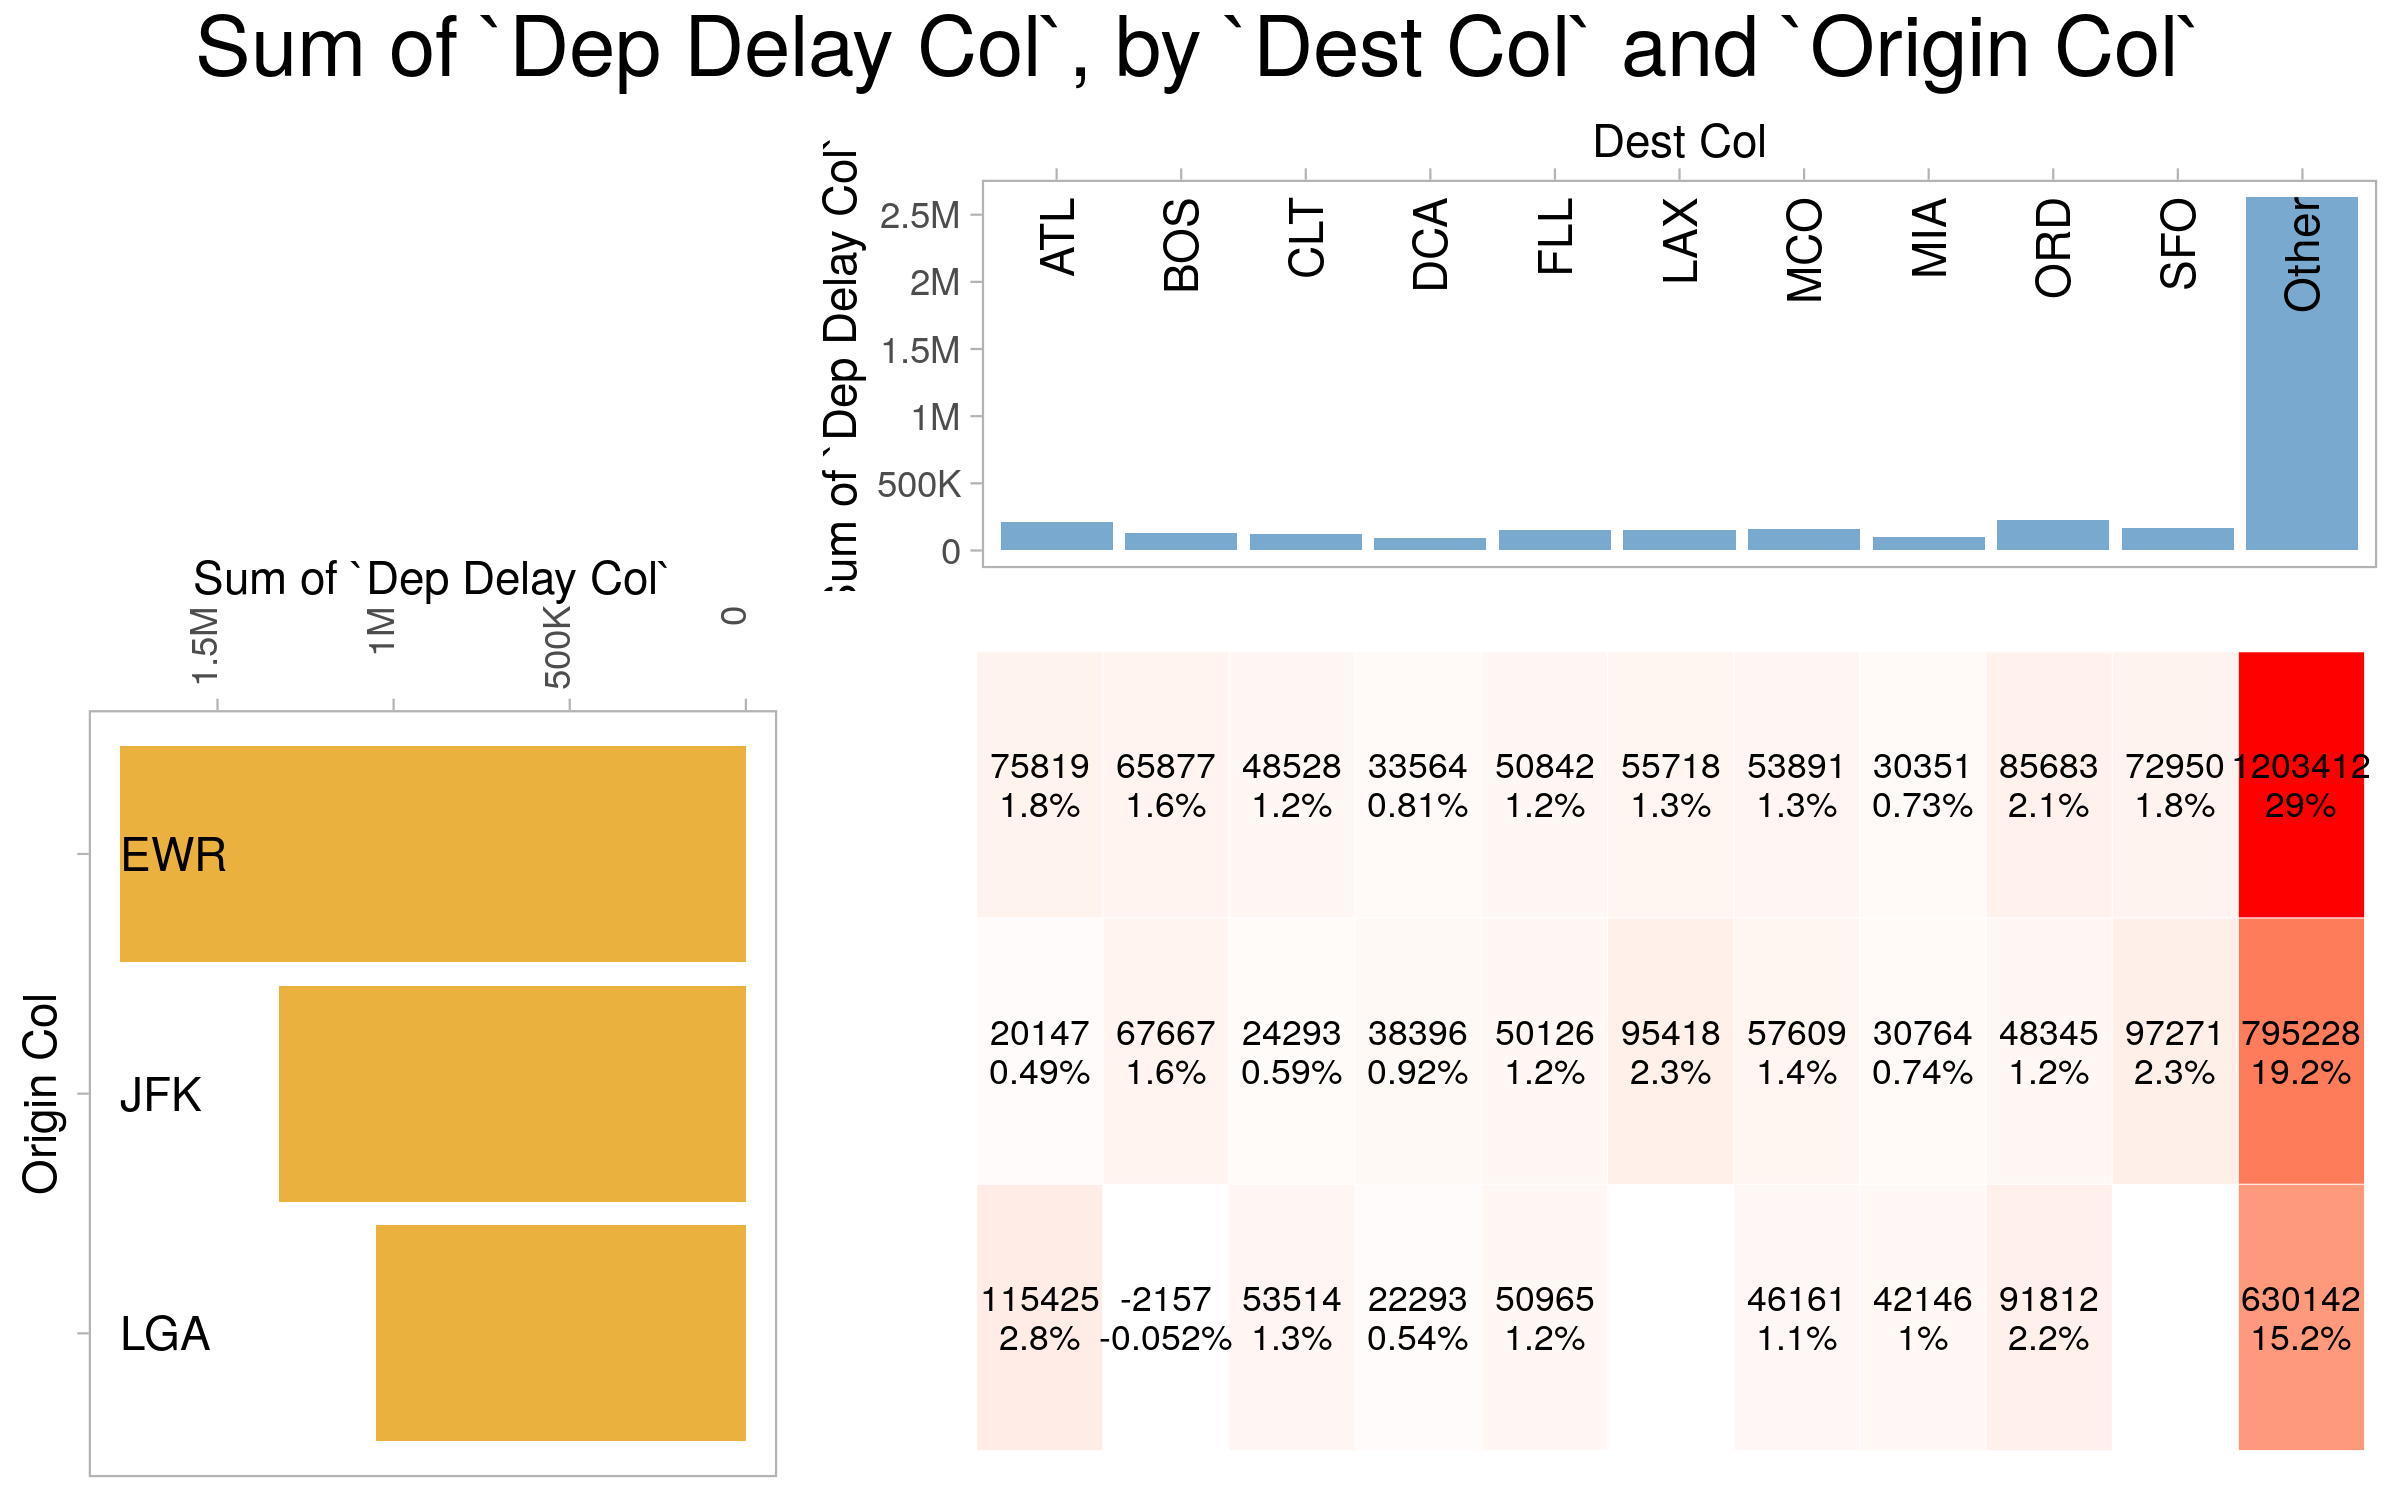 Sum of `Dep Delay Col`, by `Dest Col` and `Origin Col`
Dest Col
Sum of `Dep Delay Col`
2.5M
2M
1.5M
1M
500K
0
ATL
BOS
CLT
DCA
FLL
LAX
MCO
MIA
ORD
SFO
Other
Sum of `Dep Delay Col`
1.5M
1M
500K
0
Origin Col
EWR
JFK
LGA
75819 65877 48528 33564 50842 55718 53891 30351 85683 72950 1203412
1.8% 1.6% 1.2% 0.81% 1.2% 1.3% 1.3% 0.73% 2.1% 1.8% 29%
20147 67667 24293 38396 50126 95418 57609 30764 48345 97271 795228
0.49% 1.6% 0.59% 0.92% 1.2% 2.3% 1.4% 0.74% 1.2% 2.3% 19.2%
115425 -2157 53514 22293 50965 46161 42146 91812 630142
2.8% -0.052% 1.3% 0.54% 1.2% 1.1% 1% 2.2% 15.2%